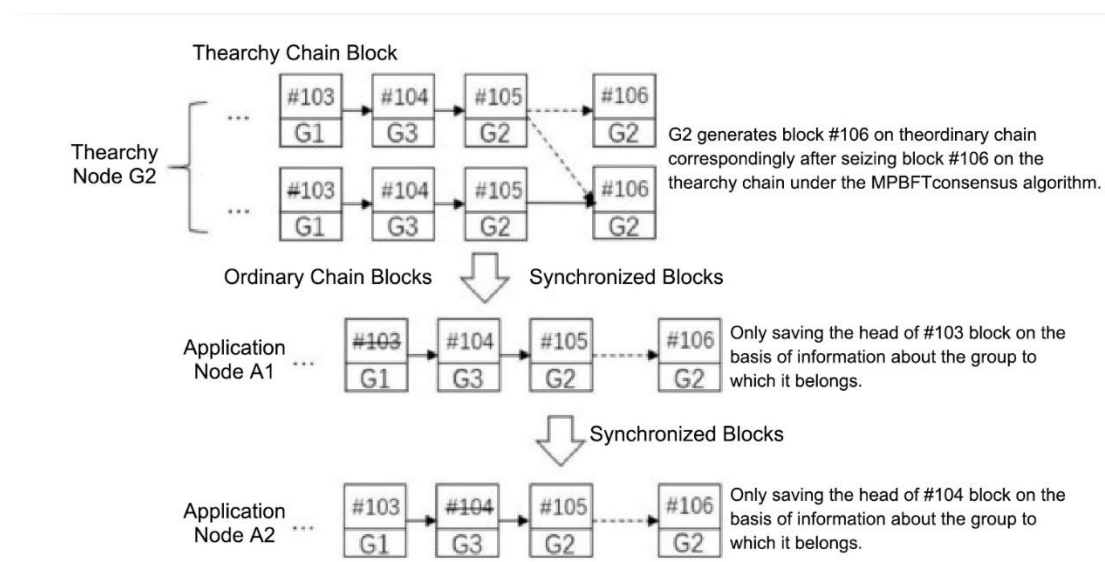 Thearchy Chain Block
...
#103
#104
#105
#106
G1
G3
G2
G2
G2 generates block #106 on theordinary chain
correspondingly after seizing block #106 on the
thearchy chain under the MPBFTconsensus algorithm.
Thearchy
Node G2
...
#103
#104
#105
#106
G1
G3
G2
G2
Ordinary Chain Blocks
Synchronized Blocks
Application
Node A1
...
#103
#104
#105
#106
G1
G3
G2
G2
Only saving the head of #103 block on the
basis of information about the group to
which it belongs.
Synchronized Blocks
Application
Node A2
...
#103
#104
#105
#106
G1
G3
G2
G2
Only saving the head of #104 block on the
basis of information about the group to
which it belongs.